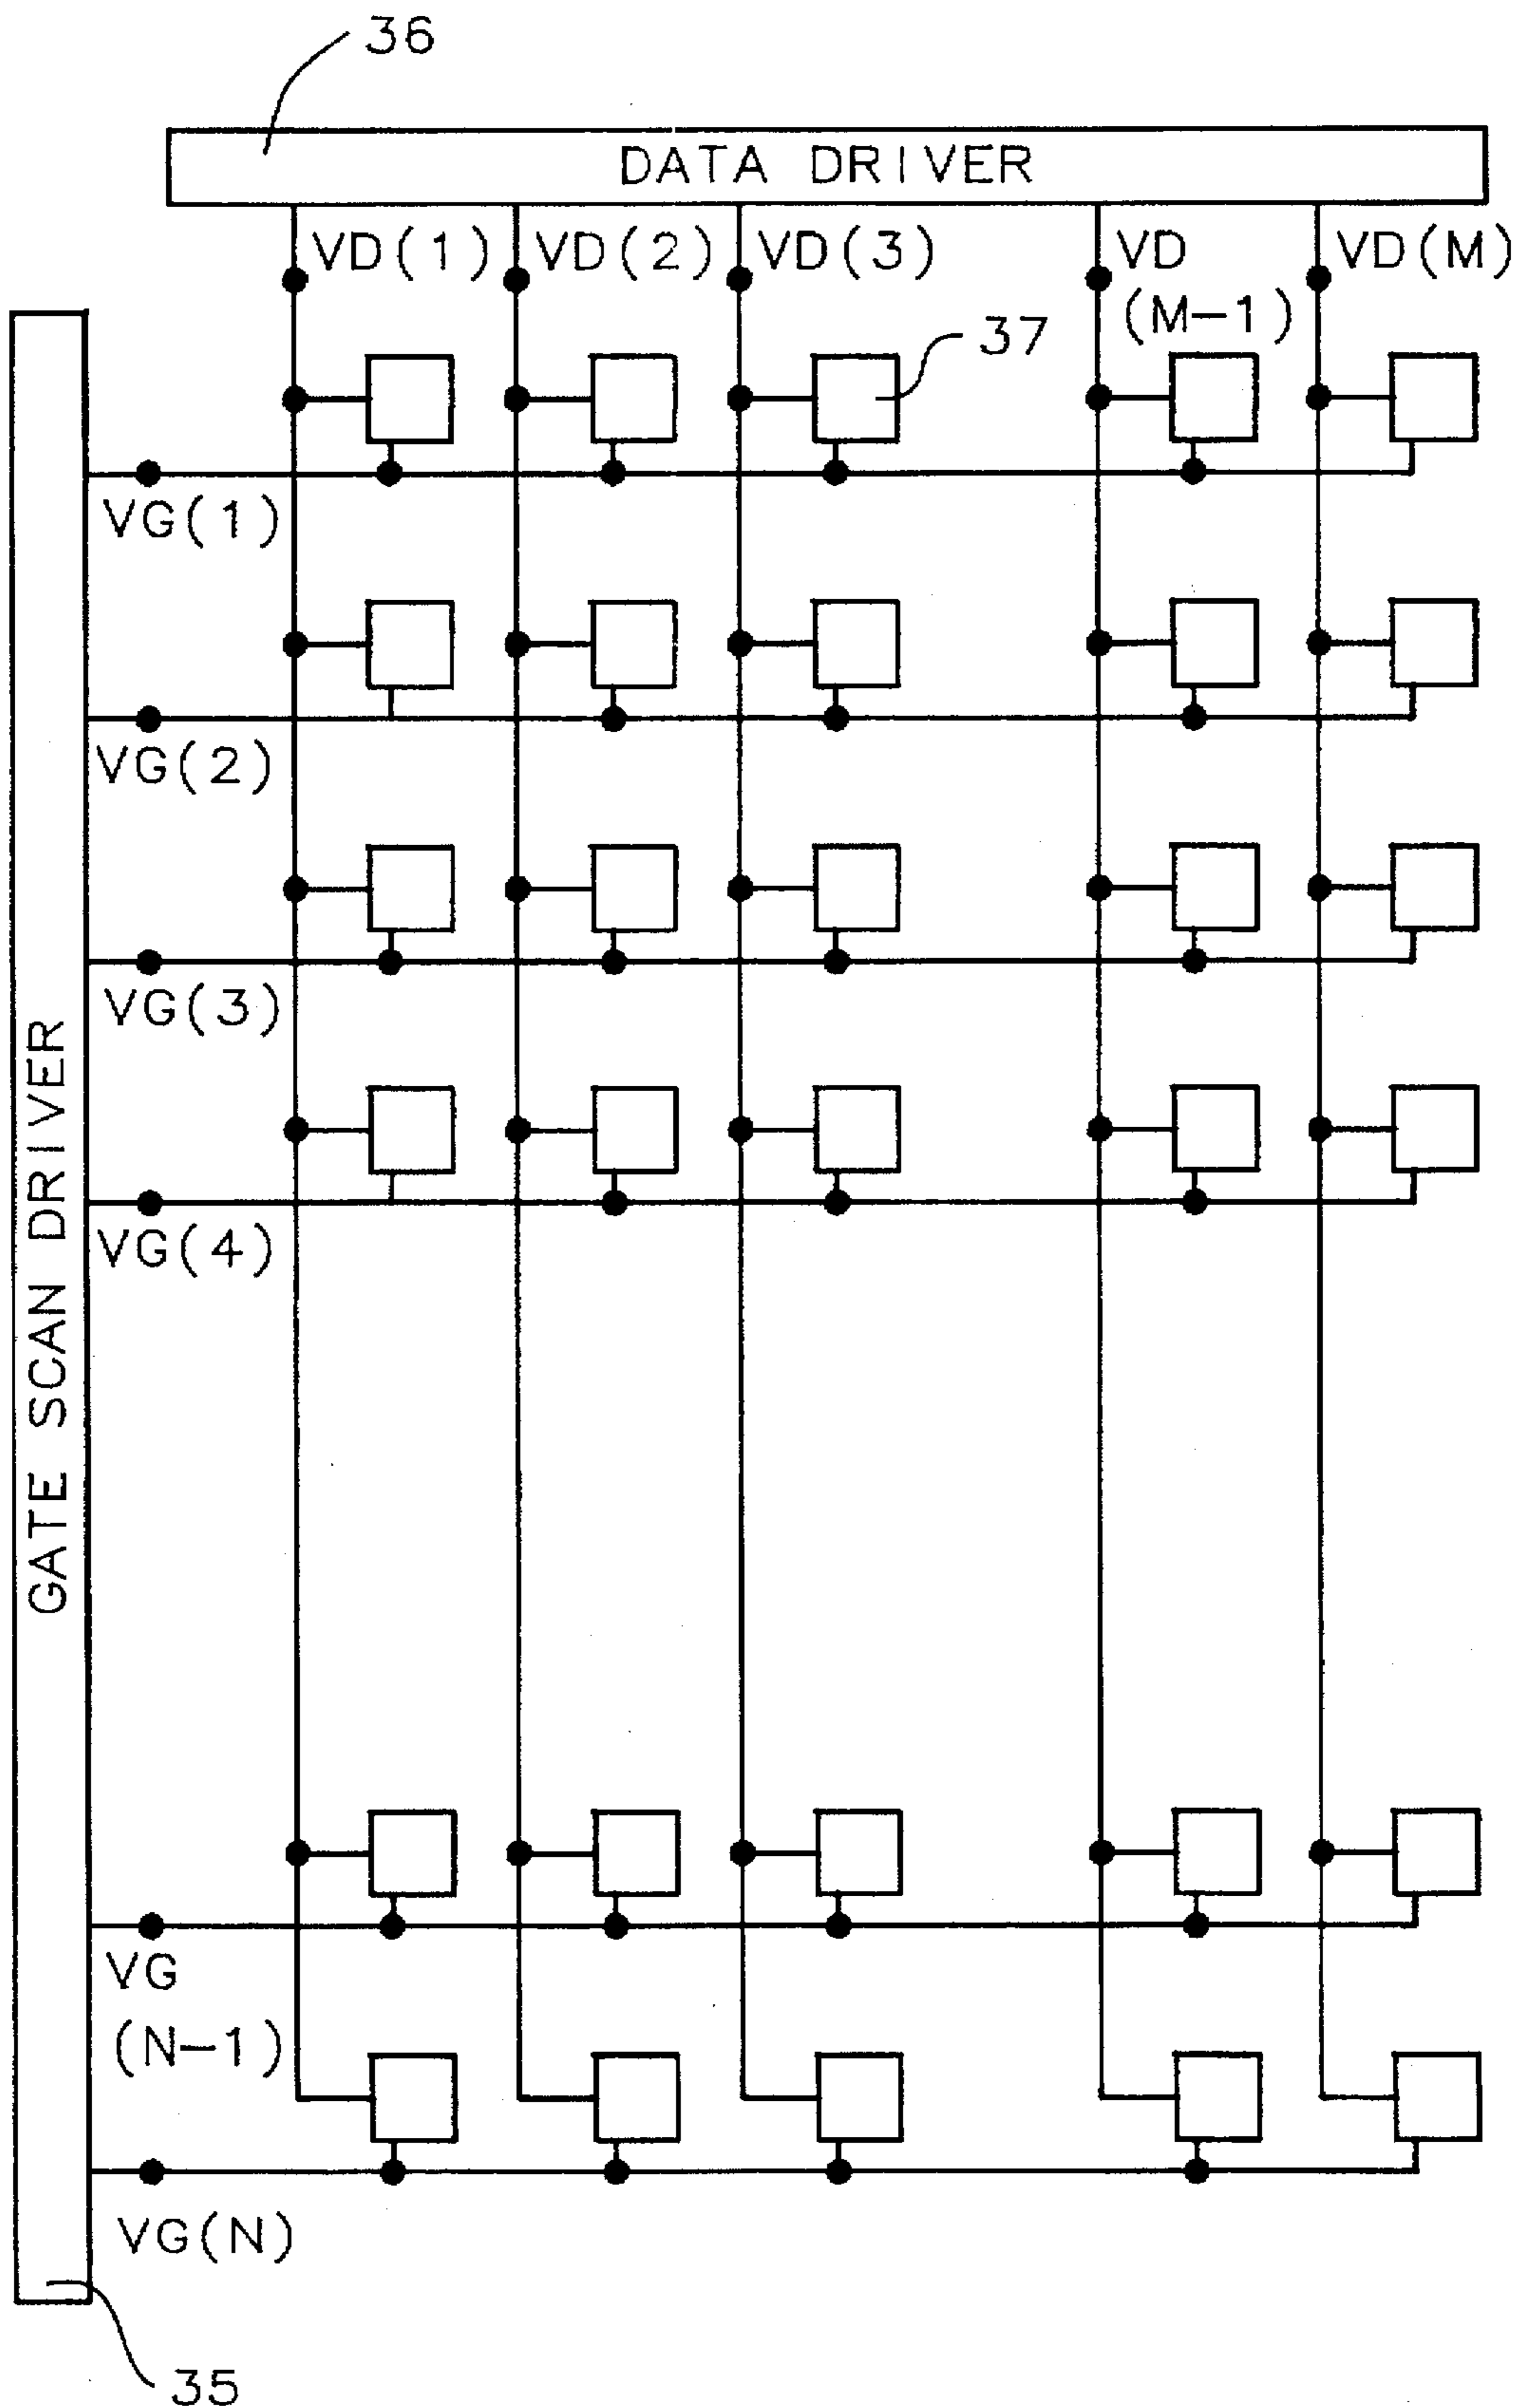 36
DATA DRIVER
VD(1)
VD(2)
VD(3)
VD
(M-1)
VD(M)
37
VG(1)
VG(2)
VG(3)
VG(4)
GATE SCAN DRIVER
VG
(N-1)
VG(N)
35